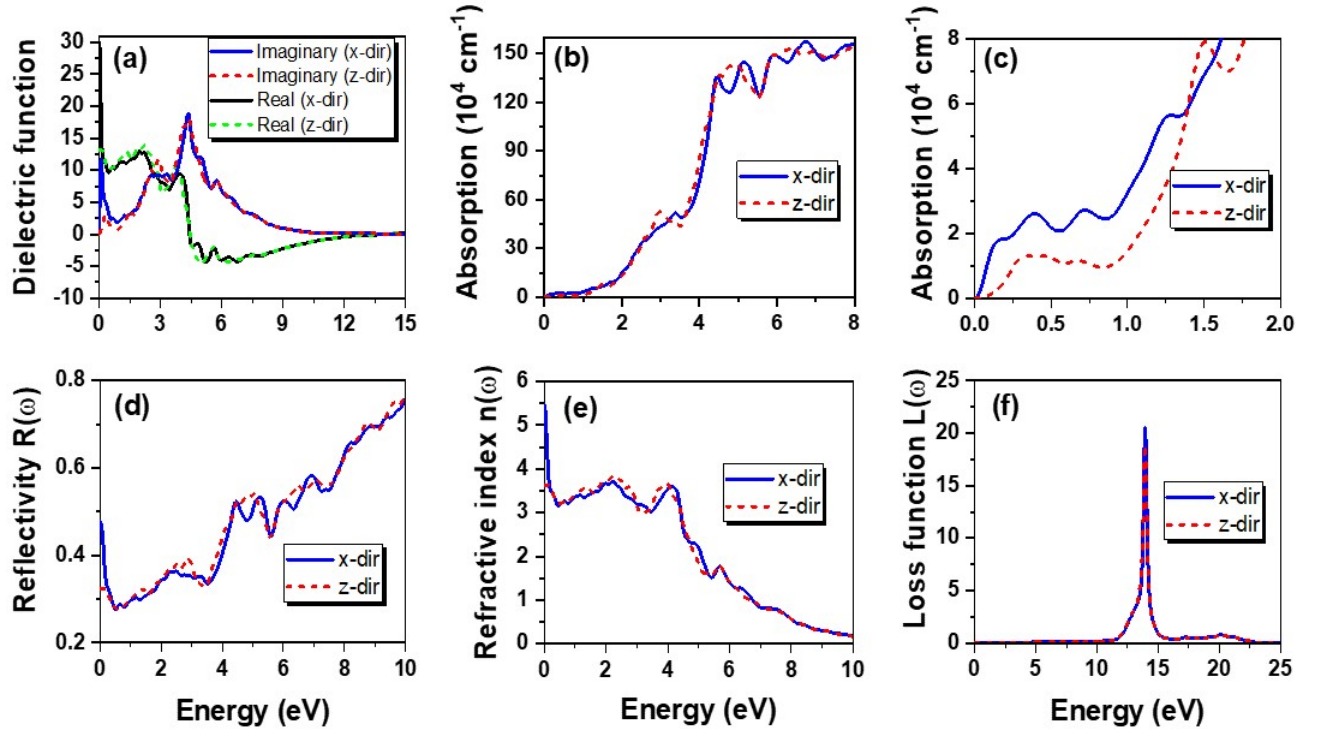 (a)
Imaginary (x-dir)
Imaginary (z-dir)
Real (x-dir)
Real (z-dir)
Dielectric function
30
25
20
15
10
5
0
-5
-10
0 3 6 9 12 15
(b)
x-dir
z-dir
Absorption (10⁴ cm⁻¹)
150
120
90
60
30
0
0 2 4 6 8
(c)
x-dir
z-dir
Absorption (10⁴ cm⁻¹)
8
6
4
2
0
0.0 0.5 1.0 1.5 2.0
(d)
x-dir
z-dir
Reflectivity R(ω)
0.8
0.6
0.4
0.2
0 2 4 6 8 10
Energy (eV)
(e)
x-dir
z-dir
Refractive index n(ω)
6
5
4
3
2
1
0
0 2 4 6 8 10
Energy (eV)
(f)
x-dir
z-dir
Loss function L(ω)
25
20
15
10
5
0
0 5 10 15 20 25
Energy (eV)